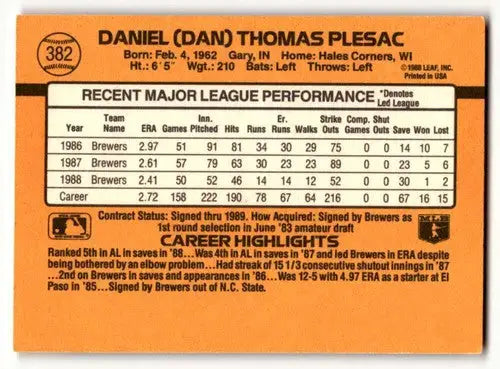 382
DANIEL (DAN) THOMAS PLESAC
Born: Feb. 4, 1962 Gary, IN Home: Hales Corners, WI
Ht.: 6' 5" Wgt.: 210 Bats: Left Throws: Left
© 1988 LEAF, INC.
Printed in USA
RECENT MAJOR LEAGUE PERFORMANCE *Denotes Led League
Year Team Name ERA Games Inn. Pitched Hits Runs Er. Runs Walks Strike Outs Comp. Games Shut Outs Save Won Lost
1986 Brewers 2.97 51 91 81 34 30 29 75 0 0 14 10 7
1987 Brewers 2.61 57 79 63 30 23 23 89 0 0 23 5 6
1988 Brewers 2.41 50 52 46 14 14 12 52 0 0 30 1 2
Career 2.72 158 222 190 78 67 64 216 0 0 67 16 15
Contract Status: Signed thru 1989. How Acquired: Signed by Brewers as
1st round selection in June '83 amateur draft
MLB
CAREER HIGHLIGHTS
Ranked 5th in AL in saves in '88...Was 4th in AL in saves in '87 and led Brewers in ERA despite
being bothered by an elbow problem...Had streak of 15 1/3 consecutive shutout innings in '87
...2nd on Brewers in saves and appearances in '86...Was 12-5 with 4.97 ERA as a starter at El
Paso in '85...Signed by Brewers out of N.C. State.